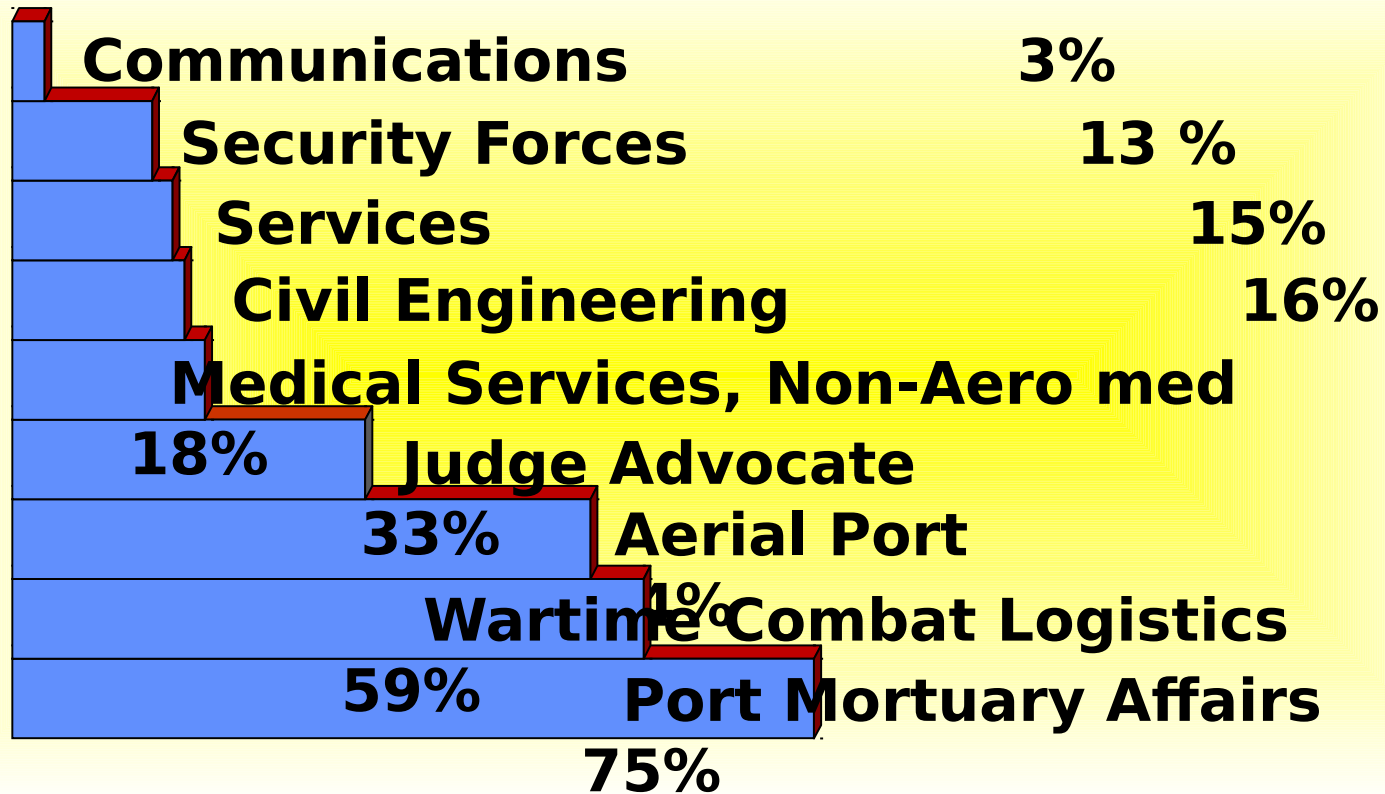 Communications 3%
Security Forces 13 %
Services 15%
Civil Engineering 16%
Medical Services, Non-Aero med
18%
Judge Advocate
33%
Aerial Port
Wartime Combat Logistics
59%
Port Mortuary Affairs
75%